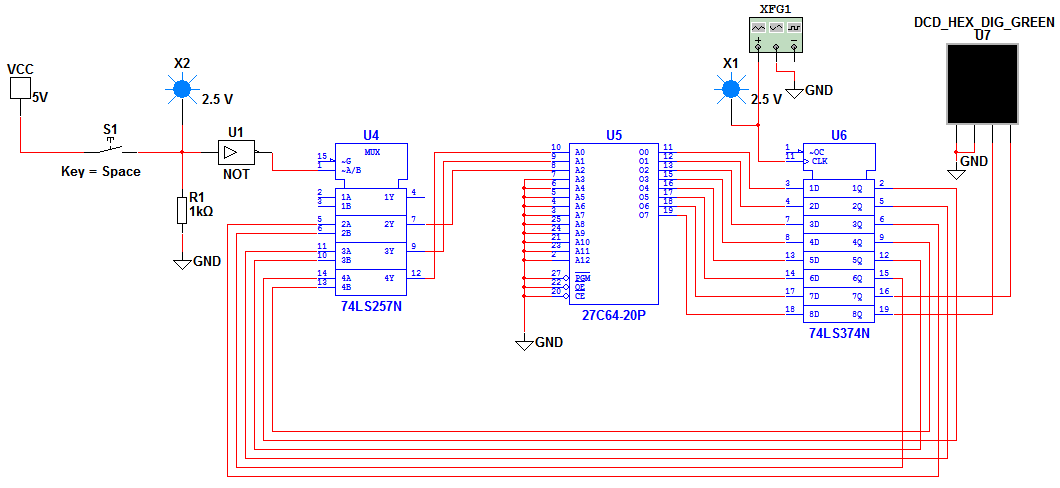 XFG1
DCD_HEX_DIG_GREEN
U7
VCC
5V
X2
2.5 V
X1
2.5 V
GND
S1
Key = Space
U1
NOT
U4
MUX
15
~G
1
~A/B
2
1A
1Y
4
3
1B
5
2A
2Y
7
6
2B
11
3A
3Y
9
10
3B
14
4A
4Y
12
13
4B
74LS257N
U5
10
A0
O0
11
9
A1
O1
12
8
A2
O2
13
7
A3
O3
15
6
A4
O4
16
5
A5
O5
17
4
A6
O6
18
3
A7
O7
19
25
A8
24
A9
21
A10
23
A11
2
A12
27
PGM
22
OE
20
CE
27C64-20P
U6
1
~OC
11
CLK
3
1D
1Q
2
4
2D
2Q
5
7
3D
3Q
6
8
4D
4Q
9
13
5D
5Q
12
14
6D
6Q
15
17
7D
7Q
16
18
8D
8Q
19
74LS374N
GND
R1
1kΩ
GND
GND